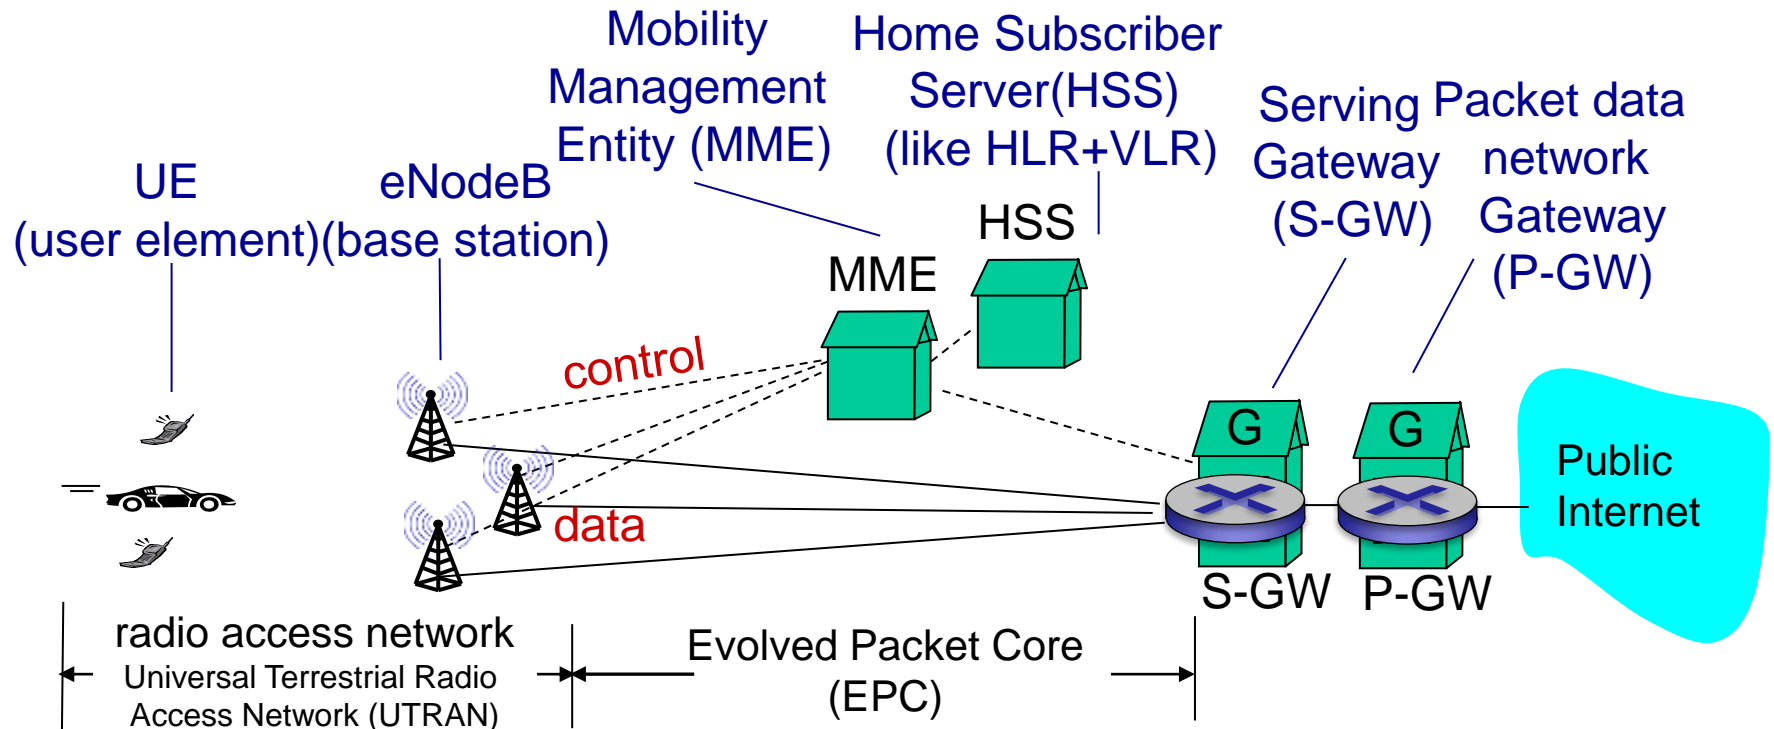 Mobility
Management
Entity (MME)
Home Subscriber
Server(HSS)
(like HLR+VLR)
Serving
Gateway
(S-GW)
Packet data
network
Gateway
(P-GW)
UE
(user element)
eNodeB
(base station)
HSS
MME
control
data
G
G
Public
Internet
S-GW
P-GW
radio access network
Universal Terrestrial Radio
Access Network (UTRAN)
Evolved Packet Core
(EPC)